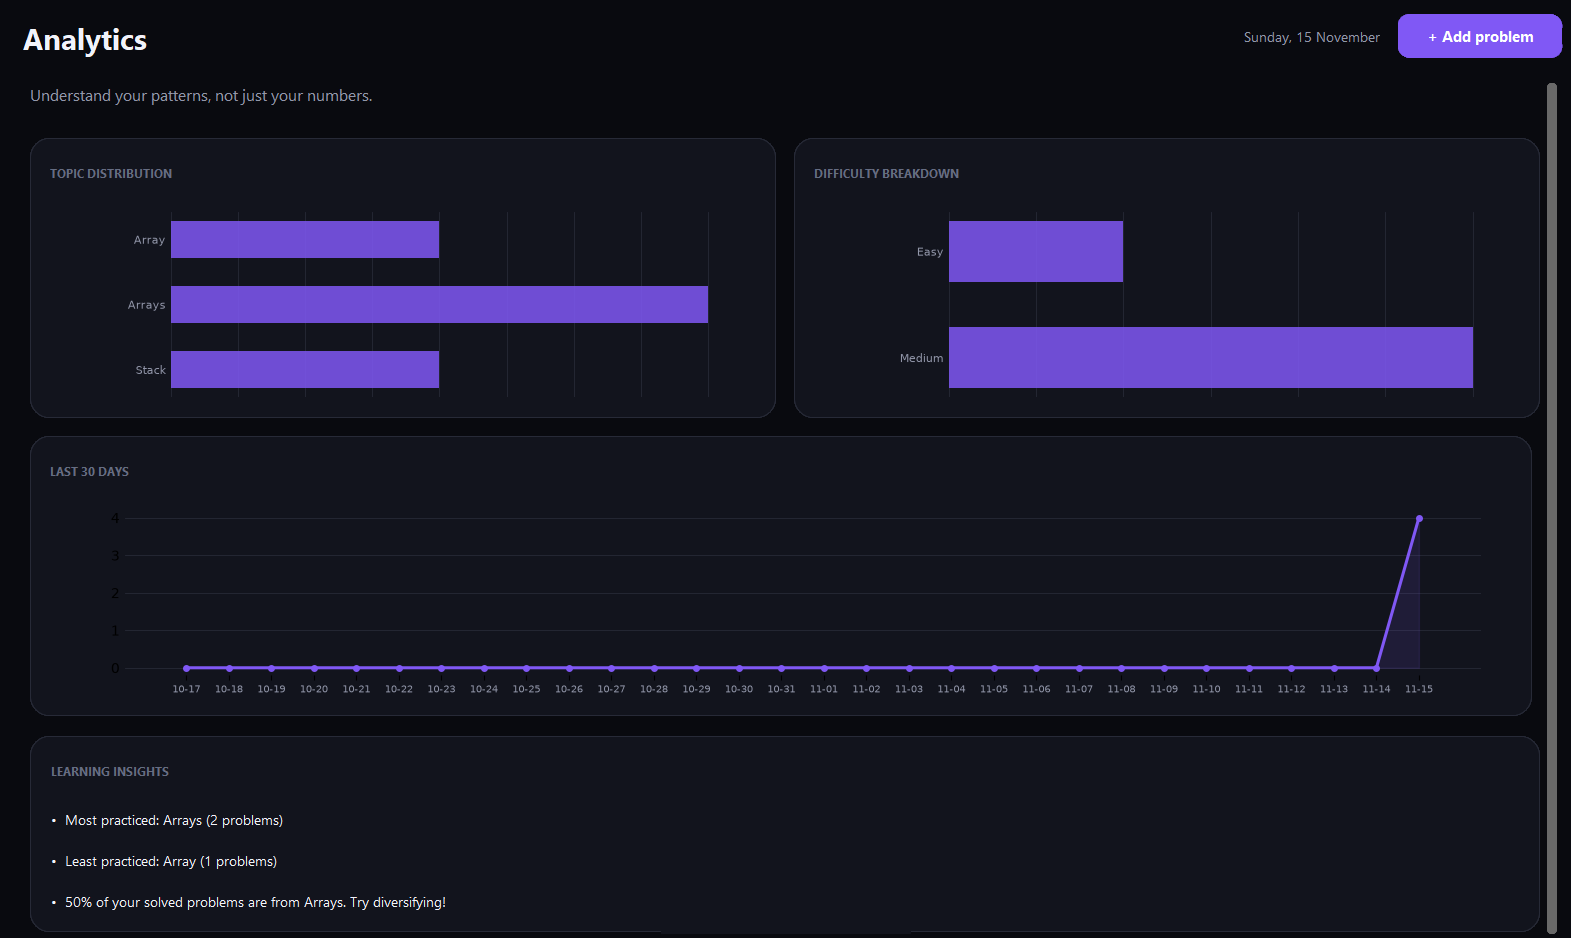 Analytics
Sunday, 15 November
+ Add problem
Understand your patterns, not just your numbers.
TOPIC DISTRIBUTION
Array
Arrays
Stack
DIFFICULTY BREAKDOWN
Easy
Medium
LAST 30 DAYS
4
3
2
1
0
10-17 10-18 10-19 10-20 10-21 10-22 10-23 10-24 10-25 10-26 10-27 10-28 10-29 10-30 10-31 11-01 11-02 11-03 11-04 11-05 11-06 11-07 11-08 11-09 11-10 11-11 11-12 11-13 11-14 11-15
LEARNING INSIGHTS
• Most practiced: Arrays (2 problems)
• Least practiced: Array (1 problems)
• 50% of your solved problems are from Arrays. Try diversifying!